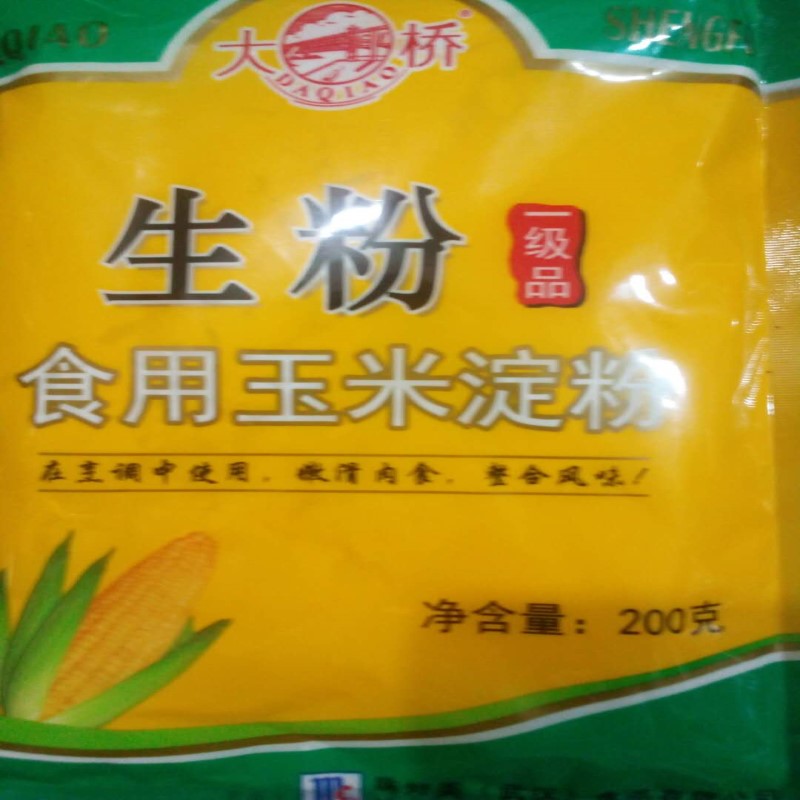 QIAO
大桥
DAQIAO
SHENGF
生粉
一级品
食用玉米淀粉
在烹调中使用，嫩滑肉食，整合风味！
净含量：200克